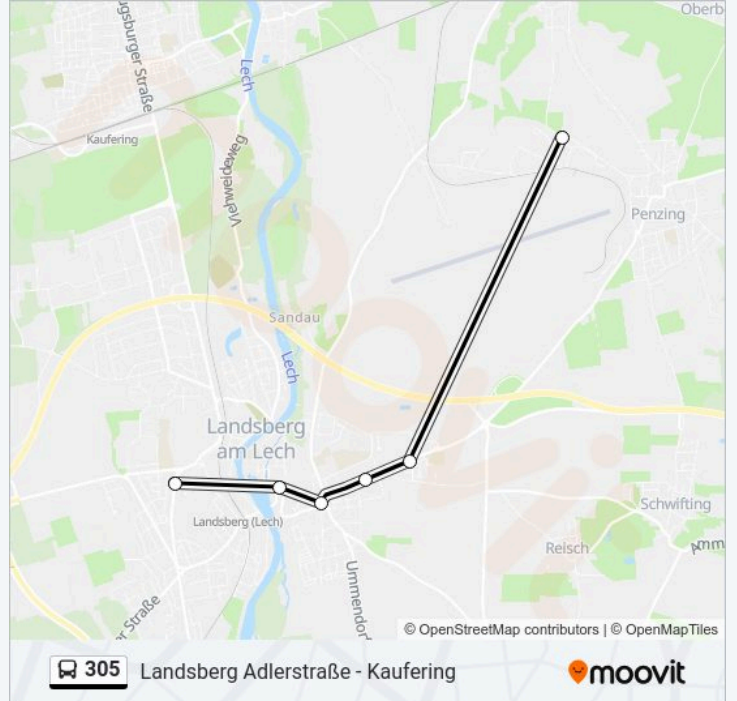 Oberb
ugsburger Straße
Lech
Kaufering
Viehweideweg
Penzing
Sandau
Lech
Landsberg
am Lech
Landsberg (Lech)
Schwifting
Reisch
Amm
Ummendorf
er Straße
© OpenStreetMap contributors | © OpenMapTiles
305 Landsberg Adlerstraße - Kaufering
moovit